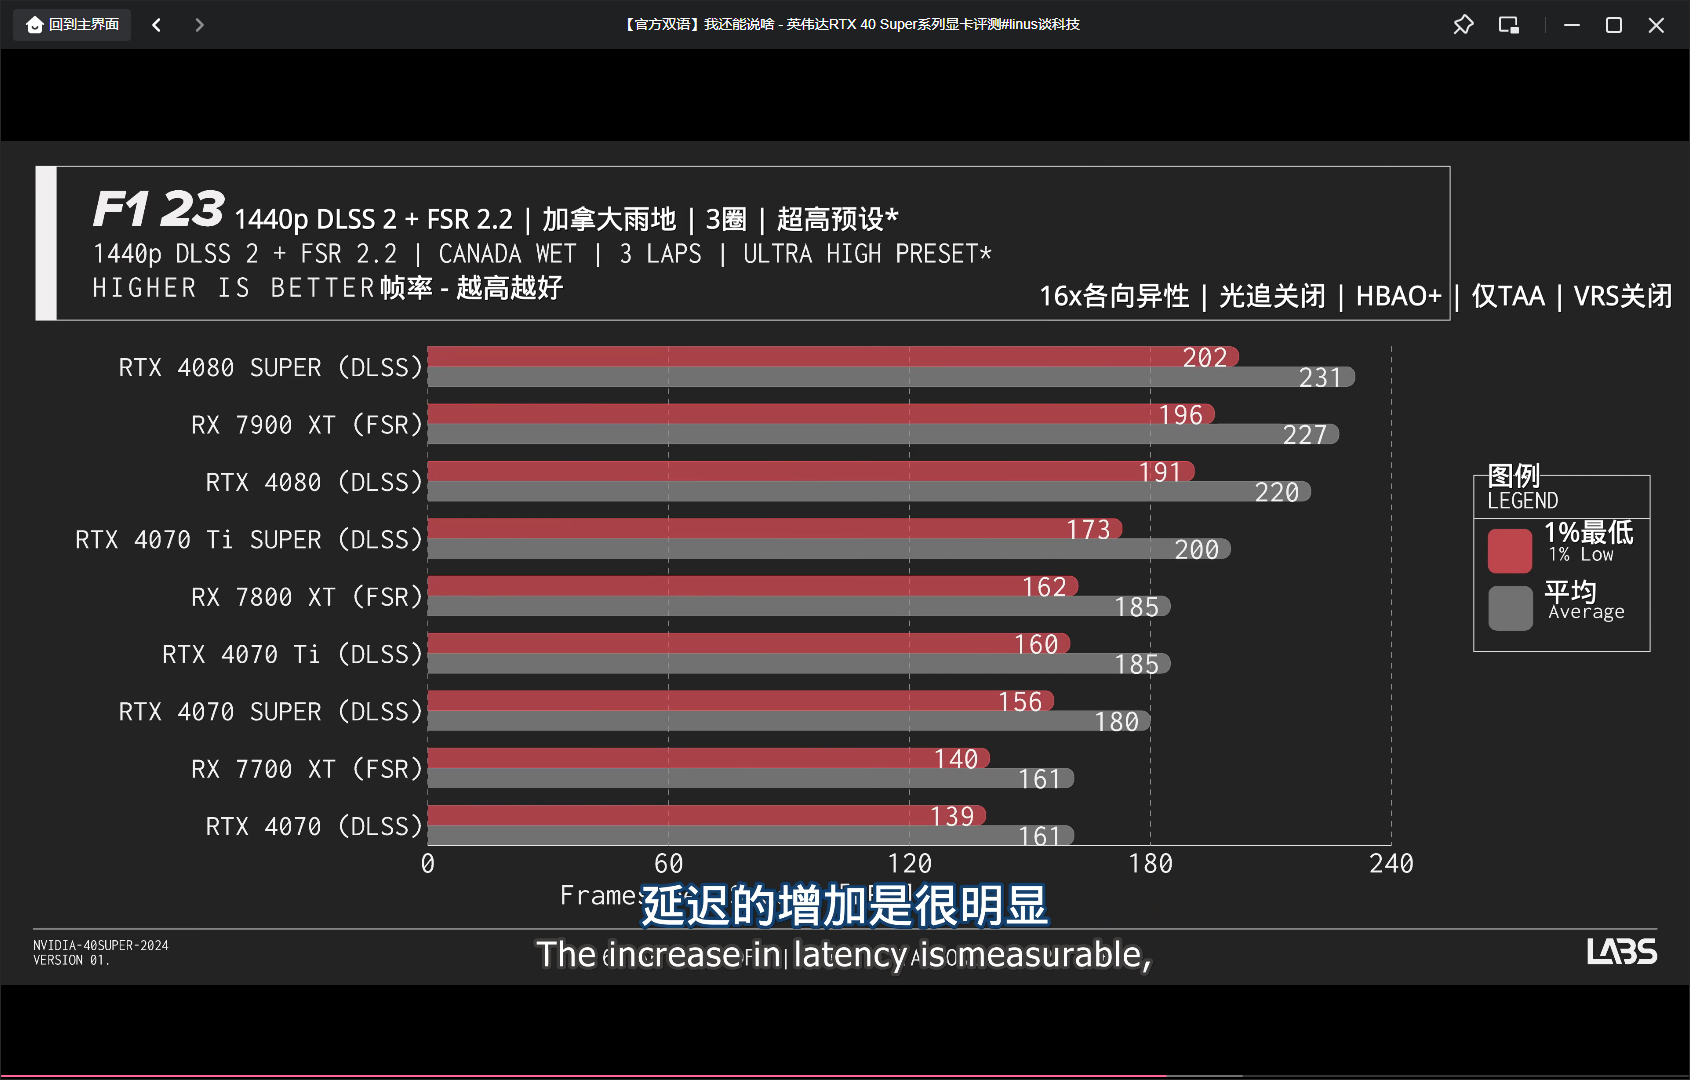 回到主界面
【官方双语】我还能说啥 - 英伟达RTX 40 Super系列显卡评测#linus谈科技
F1 23 1440p DLSS 2 + FSR 2.2 | 加拿大雨地 | 3圈 | 超高预设*
1440p DLSS 2 + FSR 2.2 | CANADA WET | 3 LAPS | ULTRA HIGH PRESET*
HIGHER IS BETTER 帧率 - 越高越好
16x各向异性 | 光追关闭 | HBAO+ | 仅TAA | VRS关闭
RTX 4080 SUPER (DLSS) 202 231
RX 7900 XT (FSR) 196 227
RTX 4080 (DLSS) 191 220
RTX 4070 Ti SUPER (DLSS) 173 200
RX 7800 XT (FSR) 162 185
RTX 4070 Ti (DLSS) 160 185
RTX 4070 SUPER (DLSS) 156 180
RX 7700 XT (FSR) 140 161
RTX 4070 (DLSS) 139 161
0 60 120 180 240
图例
LEGEND
1%最低
1% Low
平均
Average
Frames
延迟的增加是很明显
The increase in latency is measurable,
NVIDIA-40SUPER-2024
VERSION 01.
LABS